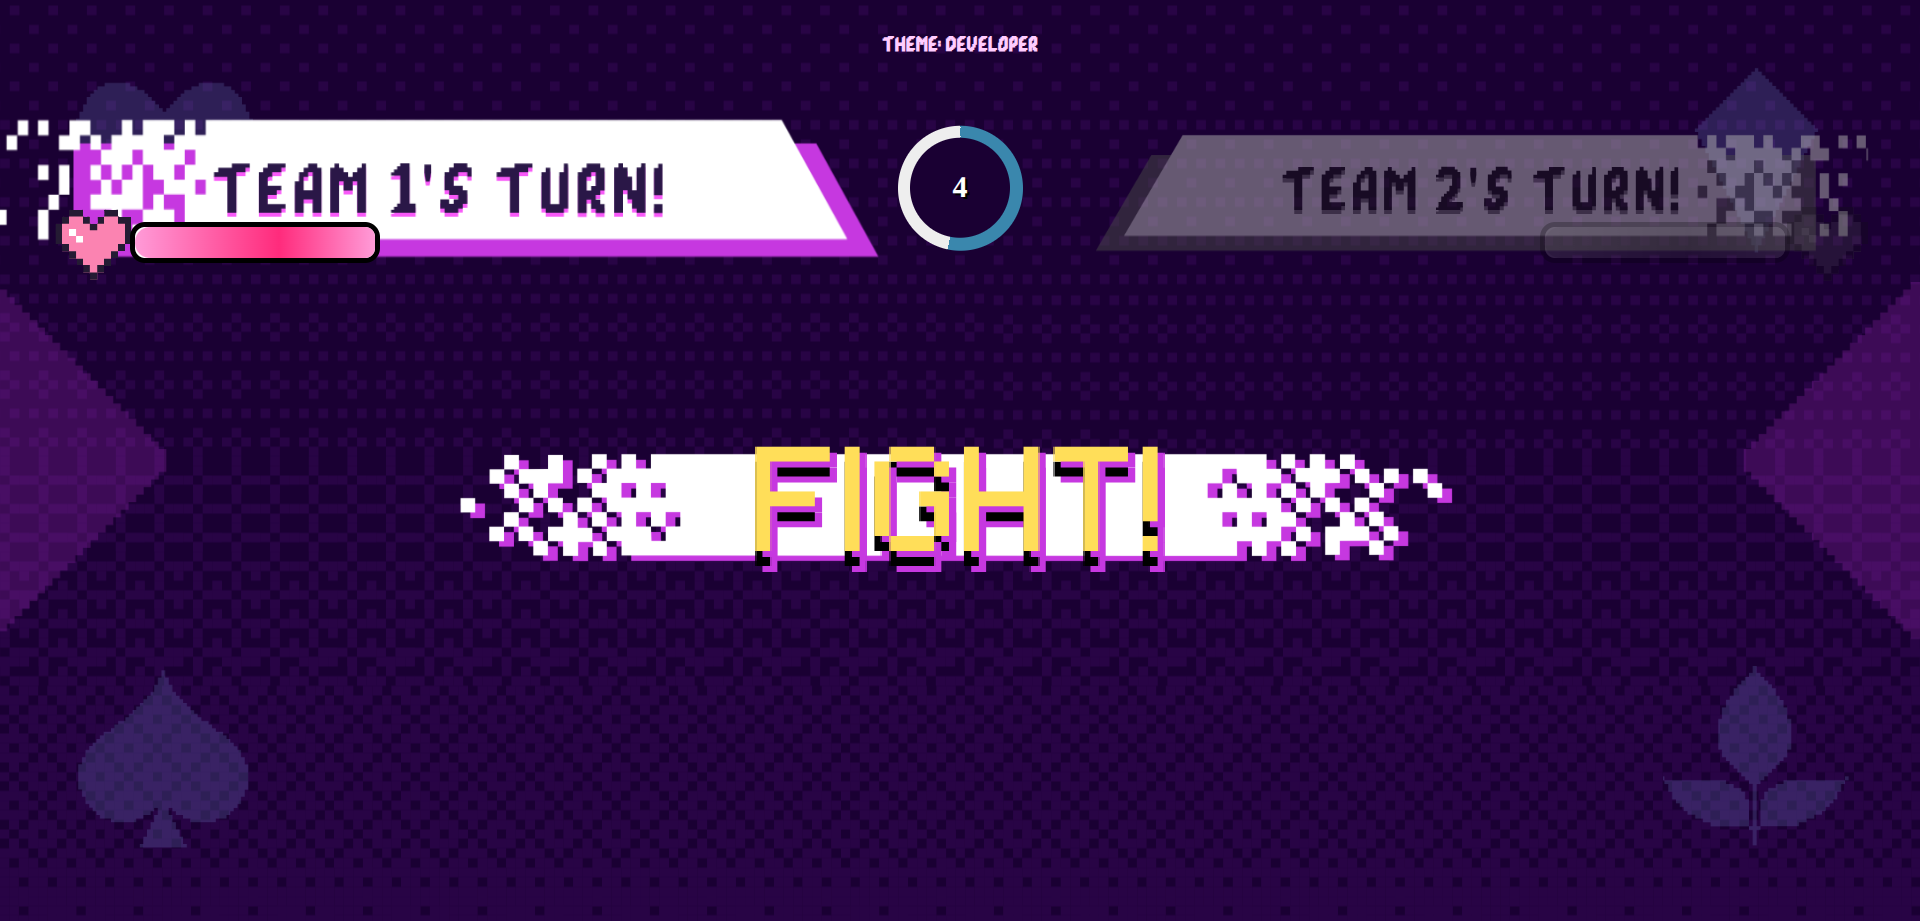 THEME: DEVELOPER
TEAM 1'S TURN!
4
TEAM 2'S TURN!
FIGHT!